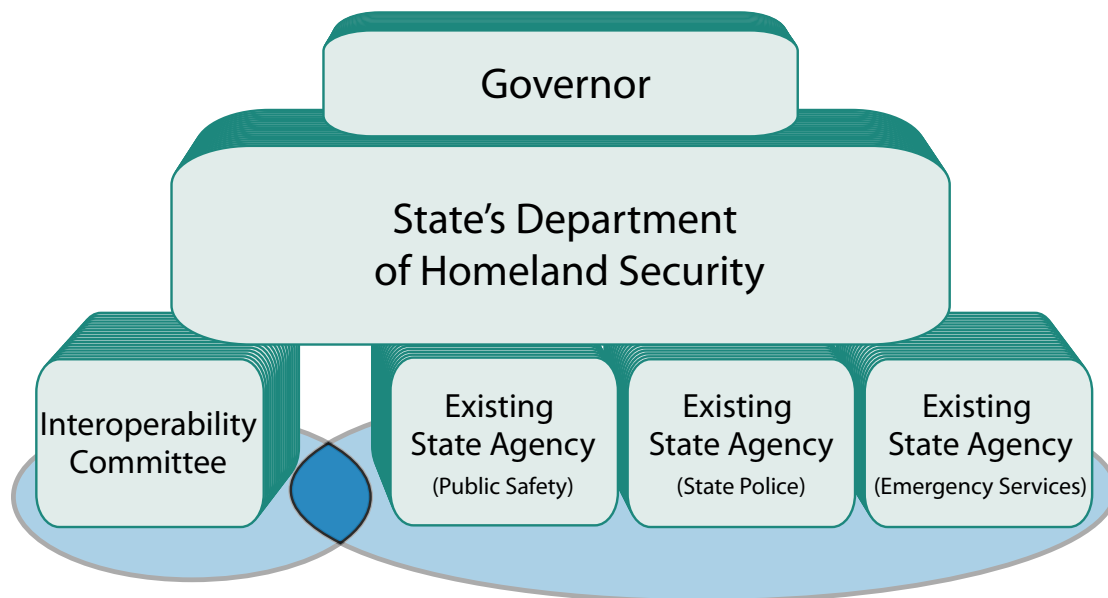 Governor
State’s Department
of Homeland Security
Interoperability
Committee
Existing
State Agency
(Public Safety)
Existing
State Agency
(State Police)
Existing
State Agency
(Emergency Services)